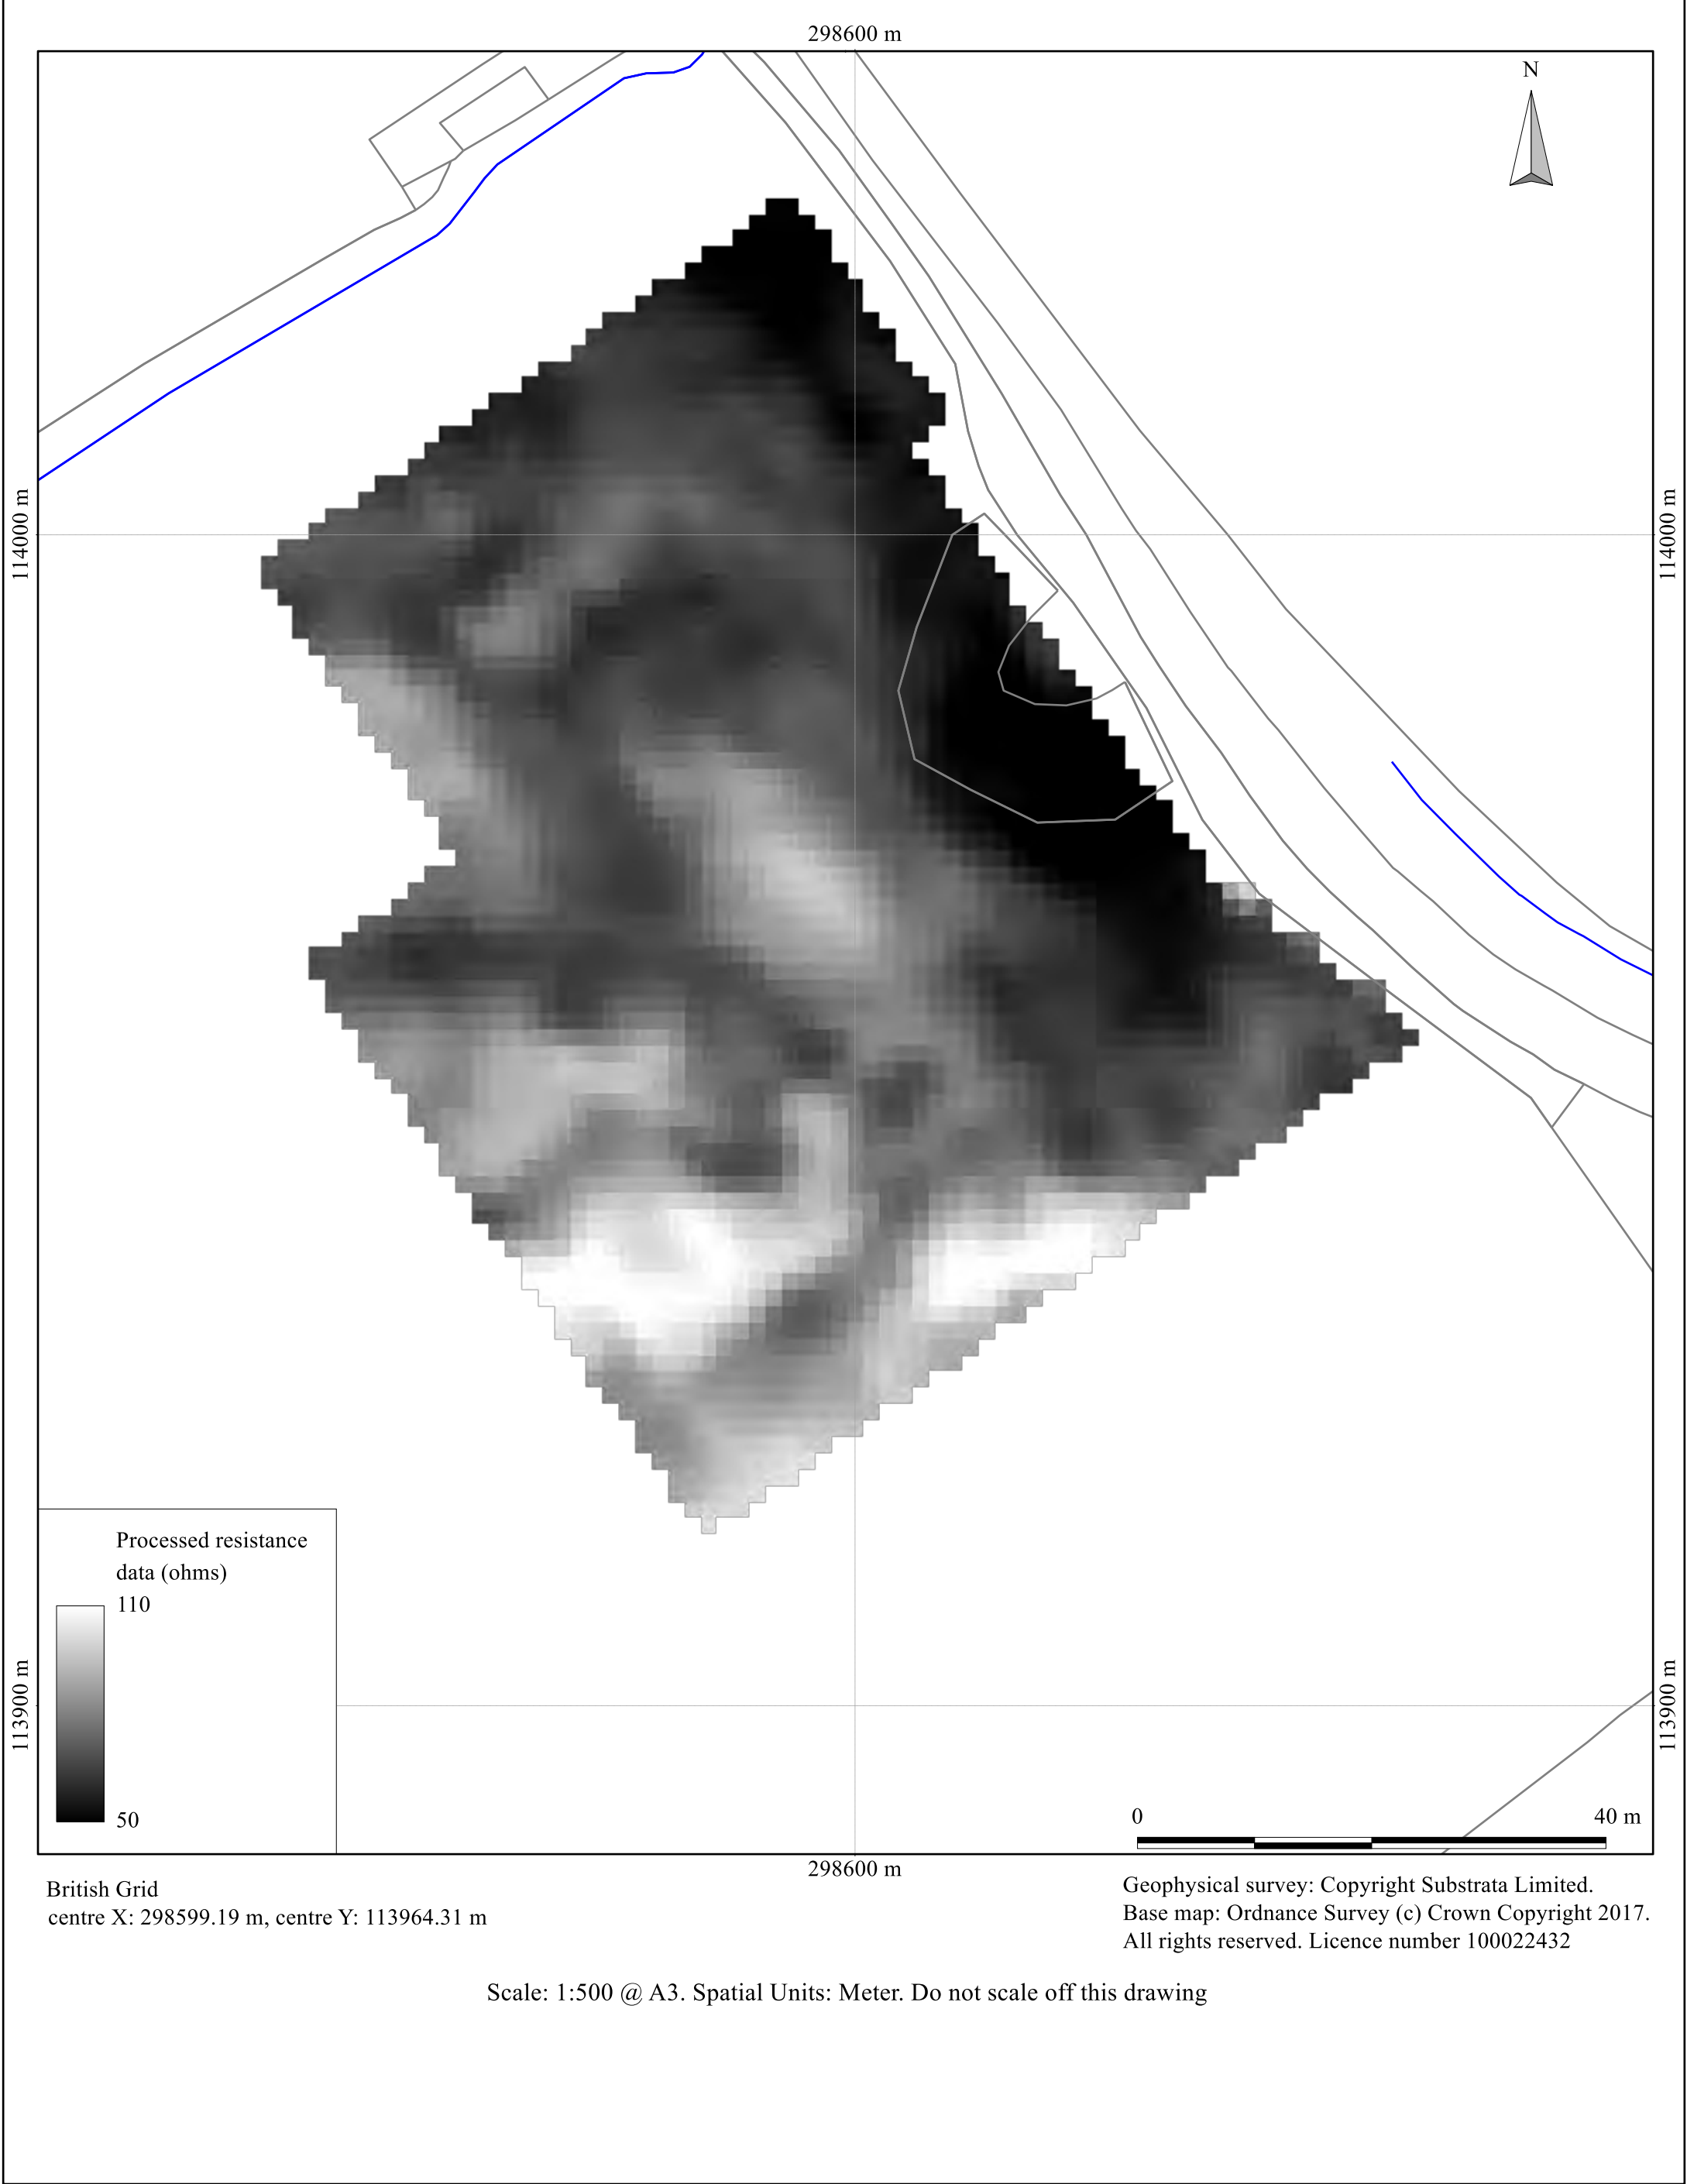 298600 m
N
114000 m
114000 m
Processed resistance
data (ohms)
110
50
113900 m
113900 m
0
40 m
298600 m
British Grid
centre X: 298599.19 m, centre Y: 113964.31 m
Geophysical survey: Copyright Substrata Limited.
Base map: Ordnance Survey (c) Crown Copyright 2017.
All rights reserved. Licence number 100022432
Scale: 1:500 @ A3. Spatial Units: Meter. Do not scale off this drawing